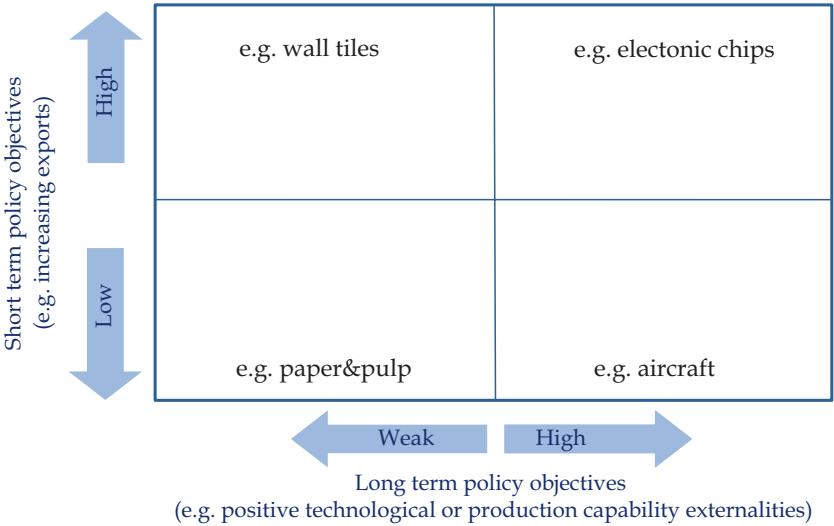 Short term policy objectives
(e.g. increasing exports)
High
Low
e.g. wall tiles
e.g. electonic chips
e.g. paper&pulp
e.g. aircraft
Weak
High
Long term policy objectives
(e.g. positive technological or production capability externalities)